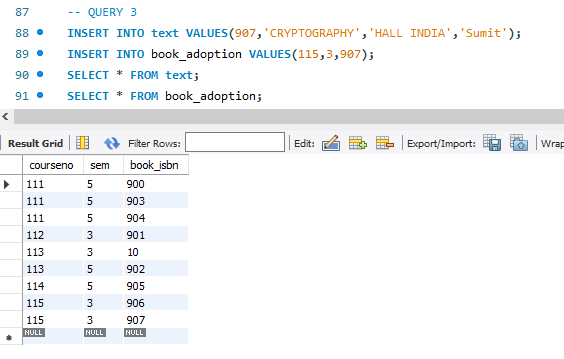 87 -- QUERY 3
88 INSERT INTO text VALUES(907,'CRYPTOGRAPHY','HALL INDIA','Sumit');
89 INSERT INTO book_adoption VALUES(115,3,907);
90 SELECT * FROM text;
91 SELECT * FROM book_adoption;
Result Grid Filter Rows: Edit: Export/Import: Wrap
courseno sem book_isbn
111 5 900
111 5 903
111 5 904
112 3 901
113 3 10
113 5 902
114 5 905
115 3 906
115 3 907
NULL NULL NULL